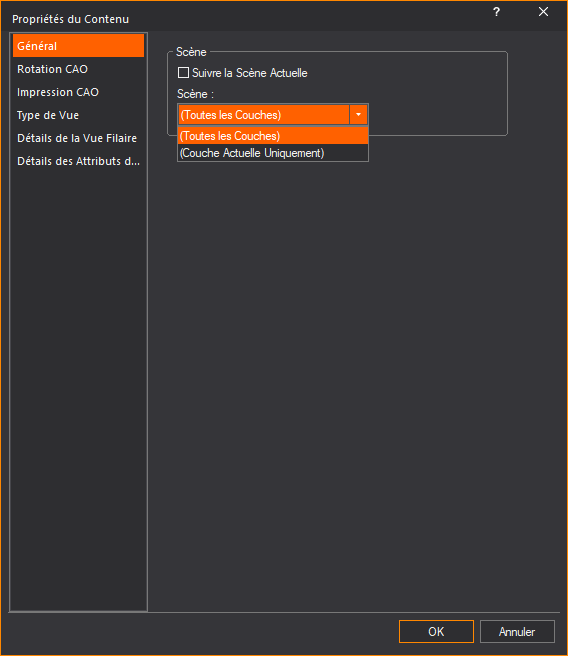 Propriétés du Contenu
?
Général
Rotation CAO
Impression CAO
Type de Vue
Détails de la Vue Filaire
Détails des Attributs d...
Scène
Suivre la Scène Actuelle
Scène :
(Toutes les Couches)
(Toutes les Couches)
(Couche Actuelle Uniquement)
OK
Annuler